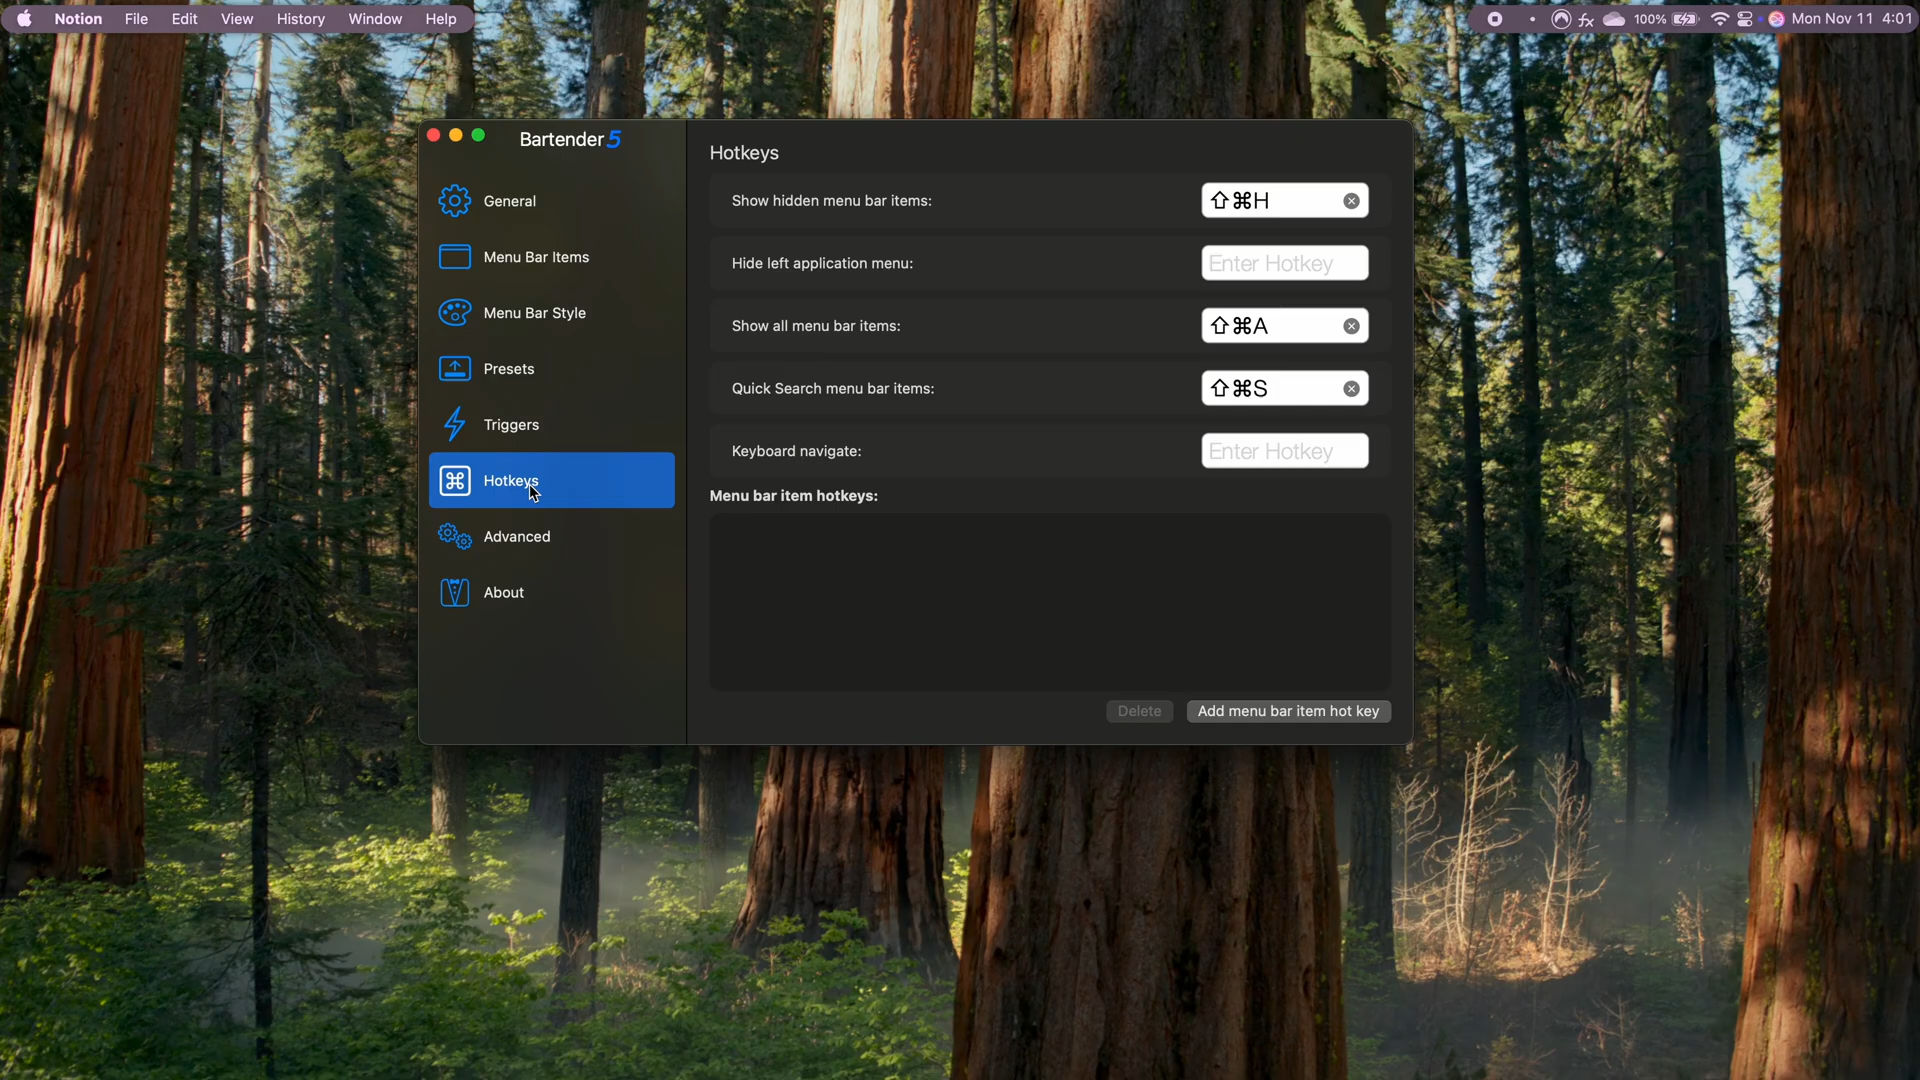 Notion File Edit View History Window Help
100% Mon Nov 11 4:01
Bartender 5
General
Menu Bar Items
Menu Bar Style
Presets
Triggers
Hotkeys
Advanced
About
Hotkeys
Show hidden menu bar items: ⇧⌘H
Hide left application menu: Enter Hotkey
Show all menu bar items: ⇧⌘A
Quick Search menu bar items: ⇧⌘S
Keyboard navigate: Enter Hotkey
Menu bar item hotkeys:
Delete Add menu bar item hot key